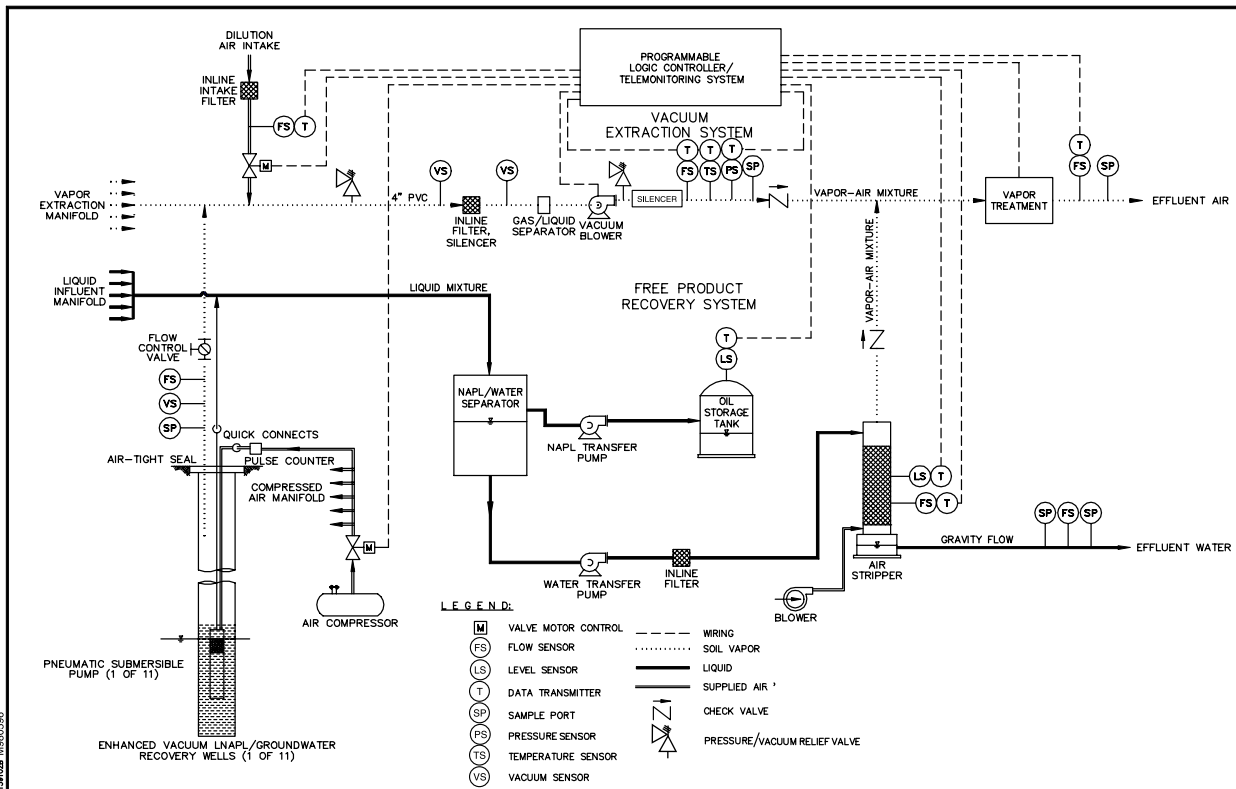 DILUTION
AIR INTAKE
INLINE
INTAKE
FILTER
FS
T
M
PROGRAMMABLE
LOGIC CONTROLLER/
TELEMONITORING SYSTEM
VACUUM
EXTRACTION SYSTEM
VAPOR
EXTRACTION
MANIFOLD
4" PVC
VS
VS
INLINE
FILTER,
SILENCER
GAS/LIQUID
SEPARATOR
VACUUM
BLOWER
SILENCER
T
T
T
FS
TS
PS
SP
VAPOR-AIR MIXTURE
VAPOR
TREATMENT
T
FS
SP
EFFLUENT AIR
LIQUID
INFLUENT
MANIFOLD
LIQUID MIXTURE
FREE PRODUCT
RECOVERY SYSTEM
VAPOR-AIR MIXTURE
FLOW
CONTROL
VALVE
FS
VS
SP
QUICK CONNECTS
PULSE COUNTER
AIR-TIGHT SEAL
COMPRESSED
AIR MANIFOLD
M
AIR COMPRESSOR
NAPL/WATER
SEPARATOR
NAPL TRANSFER
PUMP
T
LS
OIL
STORAGE
TANK
WATER TRANSFER
PUMP
INLINE
FILTER
LS
T
FS
T
GRAVITY FLOW
SP
FS
SP
EFFLUENT WATER
AIR
STRIPPER
BLOWER
PNEUMATIC SUBMERSIBLE
PUMP (1 OF 11)
ENHANCED VACUUM LNAPL/GROUNDWATER
RECOVERY WELLS (1 OF 11)
LEGEND:
M VALVE MOTOR CONTROL
FS FLOW SENSOR
LS LEVEL SENSOR
T DATA TRANSMITTER
SP SAMPLE PORT
PS PRESSURE SENSOR
TS TEMPERATURE SENSOR
VS VACUUM SENSOR
WIRING
SOIL VAPOR
LIQUID
SUPPLIED AIR '
CHECK VALVE
PRESSURE/VACUUM RELIEF VALVE